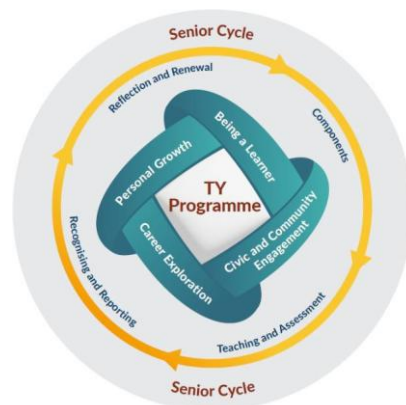 Senior Cycle
Reflection and Renewal
Components
Being a Learner
Personal Growth
TY
Programme
Civic and Community
Engagement
Career Exploration
Recognising and Reporting
Teaching and Assessment
Senior Cycle